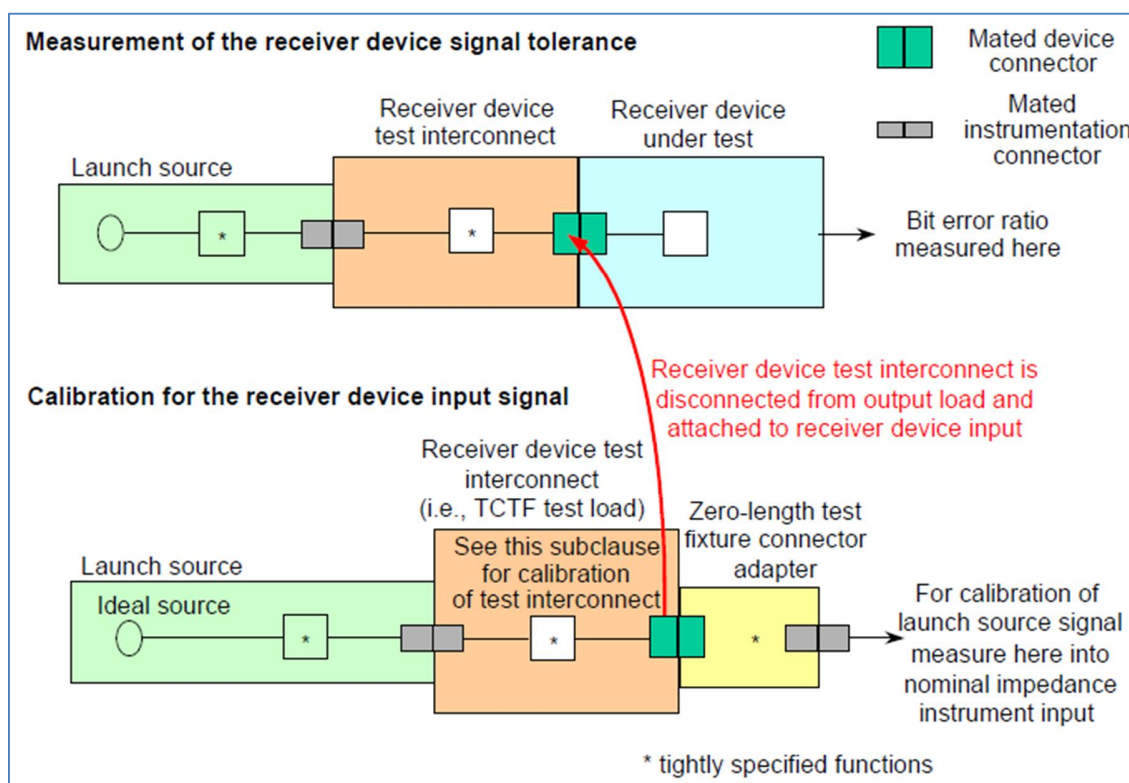 Measurement of the receiver device signal tolerance
Mated device
connector
Mated
instrumentation
connector
Receiver device
test interconnect
Receiver device
under test
Launch source
*
*
Bit error ratio
measured here
Receiver device test interconnect is
disconnected from output load and
attached to receiver device input
Calibration for the receiver device input signal
Receiver device test
interconnect
(i.e., TCTF test load)
Zero-length test
fixture connector
adapter
Launch source
Ideal source
See this subclause
for calibration
of test interconnect
*
*
*
For calibration of
launch source signal
measure here into
nominal impedance
instrument input
* tightly specified functions